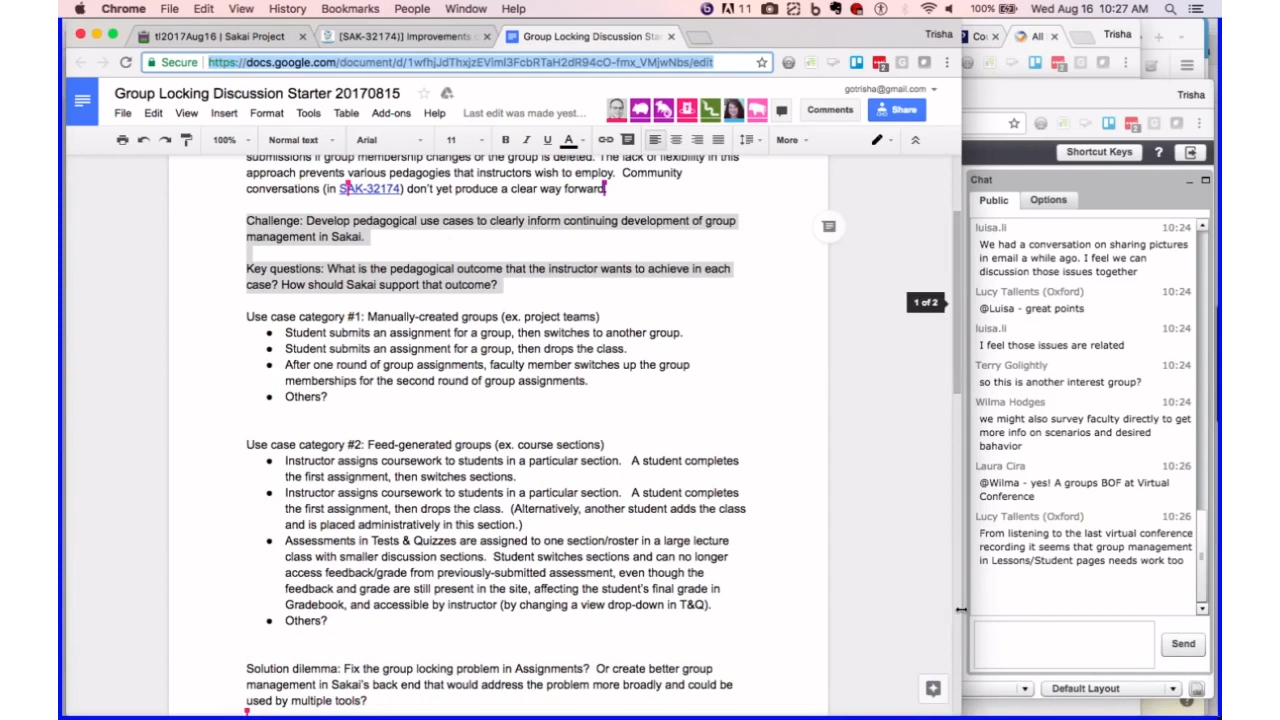 Chrome File Edit View History Bookmarks People Window Help
11 100% Wed Aug 16 10:27 AM
tl2017Aug16 | Sakai Project
[SAK-32174)] Improvements
Group Locking Discussion Sta
Trisha
Co
All
Trisha
Secure https://docs.google.com/document/d/1wfhjJdThxjzEViml3FcbRTaH2dR94cO-fmx_VMjwNbs/edit
Trisha
Group Locking Discussion Starter 20170815
gotrisha@gmail.com
File Edit View Insert Format Tools Table Add-ons Help Last edit was made yest...
Comments
Share
100% Normal text Arial 11 B I U A More
Shortcut Keys ?
submissions if group membership changes or the group is deleted. The lack of flexibility in this
approach prevents various pedagogies that instructors wish to employ. Community
conversations (in SAK-32174) don't yet produce a clear way forward.
Challenge: Develop pedagogical use cases to clearly inform continuing development of group
management in Sakai.
Key questions: What is the pedagogical outcome that the instructor wants to achieve in each
case? How should Sakai support that outcome?
1 of 2
Use case category #1: Manually-created groups (ex. project teams)
Student submits an assignment for a group, then switches to another group.
Student submits an assignment for a group, then drops the class.
After one round of group assignments, faculty member switches up the group
memberships for the second round of group assignments.
Others?
Use case category #2: Feed-generated groups (ex. course sections)
Instructor assigns coursework to students in a particular section. A student completes
the first assignment, then switches sections.
Instructor assigns coursework to students in a particular section. A student completes
the first assignment, then drops the class. (Alternatively, another student adds the class
and is placed administratively in this section.)
Assessments in Tests & Quizzes are assigned to one section/roster in a large lecture
class with smaller discussion sections. Student switches sections and can no longer
access feedback/grade from previously-submitted assessment, even though the
feedback and grade are still present in the site, affecting the student's final grade in
Gradebook, and accessible by instructor (by changing a view drop-down in T&Q).
Others?
Solution dilemma: Fix the group locking problem in Assignments? Or create better group
management in Sakai's back end that would address the problem more broadly and could be
used by multiple tools?
Chat
Public Options
luisa.li 10:24
We had a conversation on sharing pictures
in email a while ago. I feel we can
discussion those issues together
Lucy Tallents (Oxford) 10:24
@Luisa - great points
luisa.li 10:24
I feel those issues are related
Terry Golightly 10:24
so this is another interest group?
Wilma Hodges 10:24
we might also survey faculty directly to get
more info on scenarios and desired
bahavior
Laura Cira 10:26
@Wilma - yes! A groups BOF at Virtual
Conference
Lucy Tallents (Oxford) 10:26
From listening to the last virtual conference
recording it seems that group management
in Lessons/Student pages needs work too
Send
Default Layout